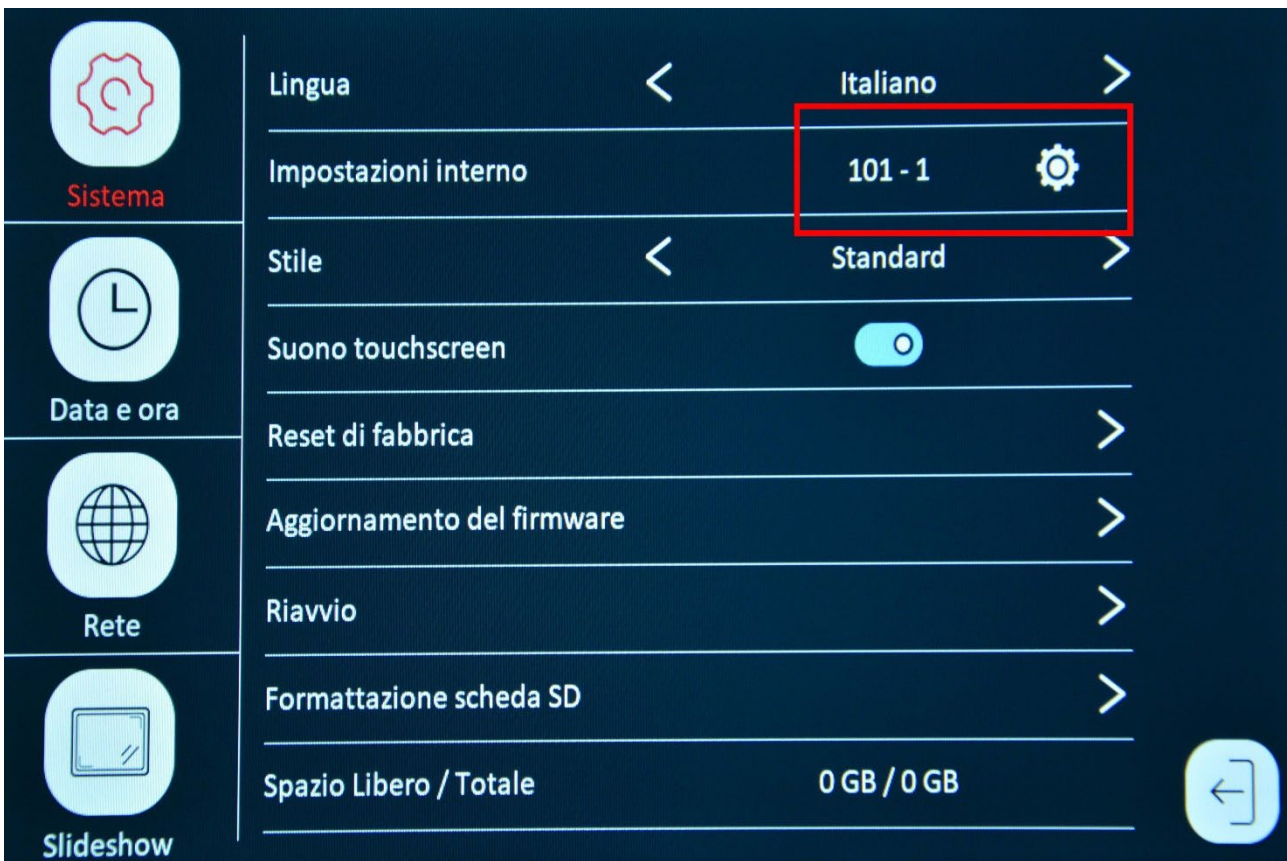 Sistema
Data e ora
Rete
Slideshow
Lingua
Italiano
Impostazioni interno
101 - 1
Stile
Standard
Suono touchscreen
Reset di fabbrica
Aggiornamento del firmware
Riavvio
Formattazione scheda SD
Spazio Libero / Totale
0 GB / 0 GB